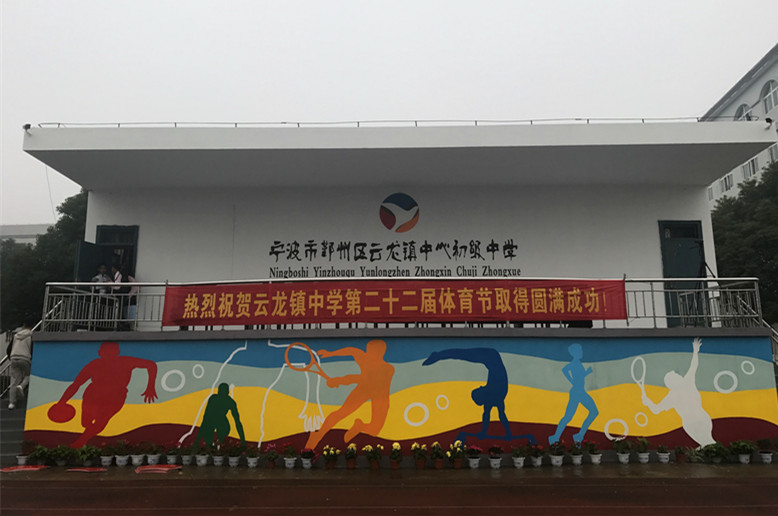 宁波市鄞州区云龙镇中心初级中学
Ningboshi Yinzhouqu Yunlongzhen Zhongxin Chuji Zhongxue
热烈祝贺云龙镇中学第二十二届体育节取得圆满成功!